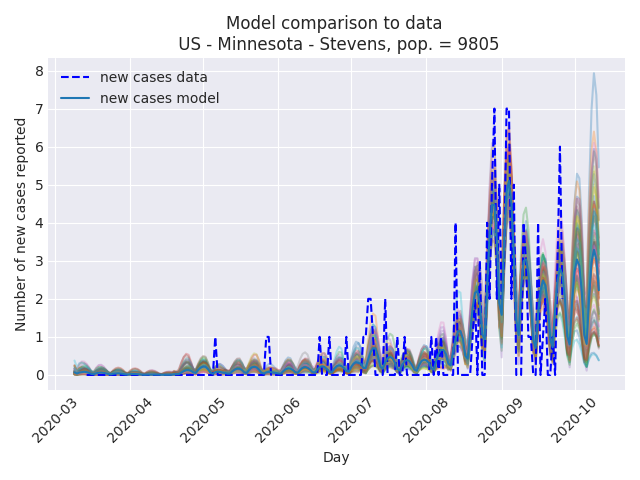 Model comparison to data
US - Minnesota - Stevens, pop. = 9805
new cases data
new cases model
Number of new cases reported
8
7
6
5
4
3
2
1
0
2020-03
2020-04
2020-05
2020-06
2020-07
2020-08
2020-09
2020-10
Day